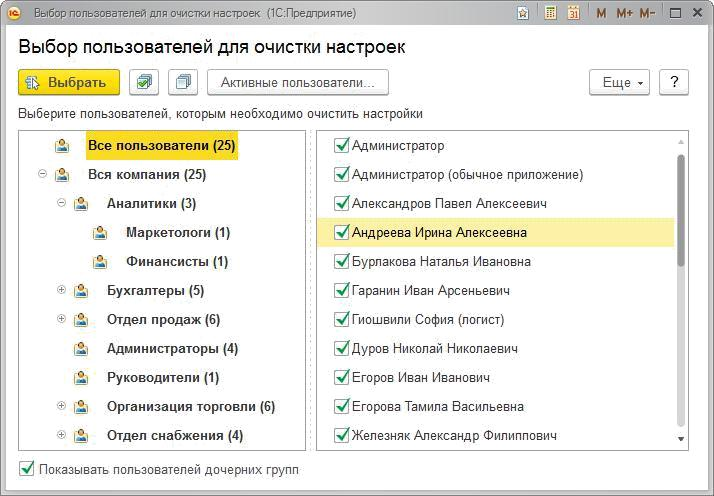 Выбор пользователей для очистки настроек (1С:Предприятие)
31 M M+ M-
Выбор пользователей для очистки настроек
Выбрать Активные пользователи... Еще ?
Выберите пользователей, которым необходимо очистить настройки
Все пользователи (25)
Вся компания (25)
Аналитики (3)
Маркетологи (1)
Финансисты (1)
Бухгалтеры (5)
Отдел продаж (6)
Администраторы (4)
Руководители (1)
Организация торговли (6)
Отдел снабжения (4)
Администратор
Администратор (обычное приложение)
Александров Павел Алексеевич
Андреева Ирина Алексеевна
Бурлакова Наталья Ивановна
Гаранин Иван Арсеньевич
Гиошвили София (логист)
Дуров Николай Николаевич
Егоров Иван Иванович
Егорова Тамила Васильевна
Железняк Александр Филиппович
Показывать пользователей дочерних групп